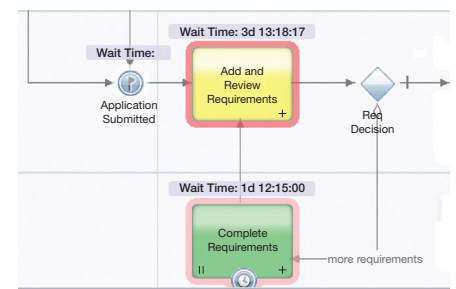 Wait Time: 3d 13:18:17
Wait Time:
Add and
Review
Requirements
Application
Submitted
Req
Decision
Wait Time: 1d 12:15:00
Complete
Requirements
more requirements